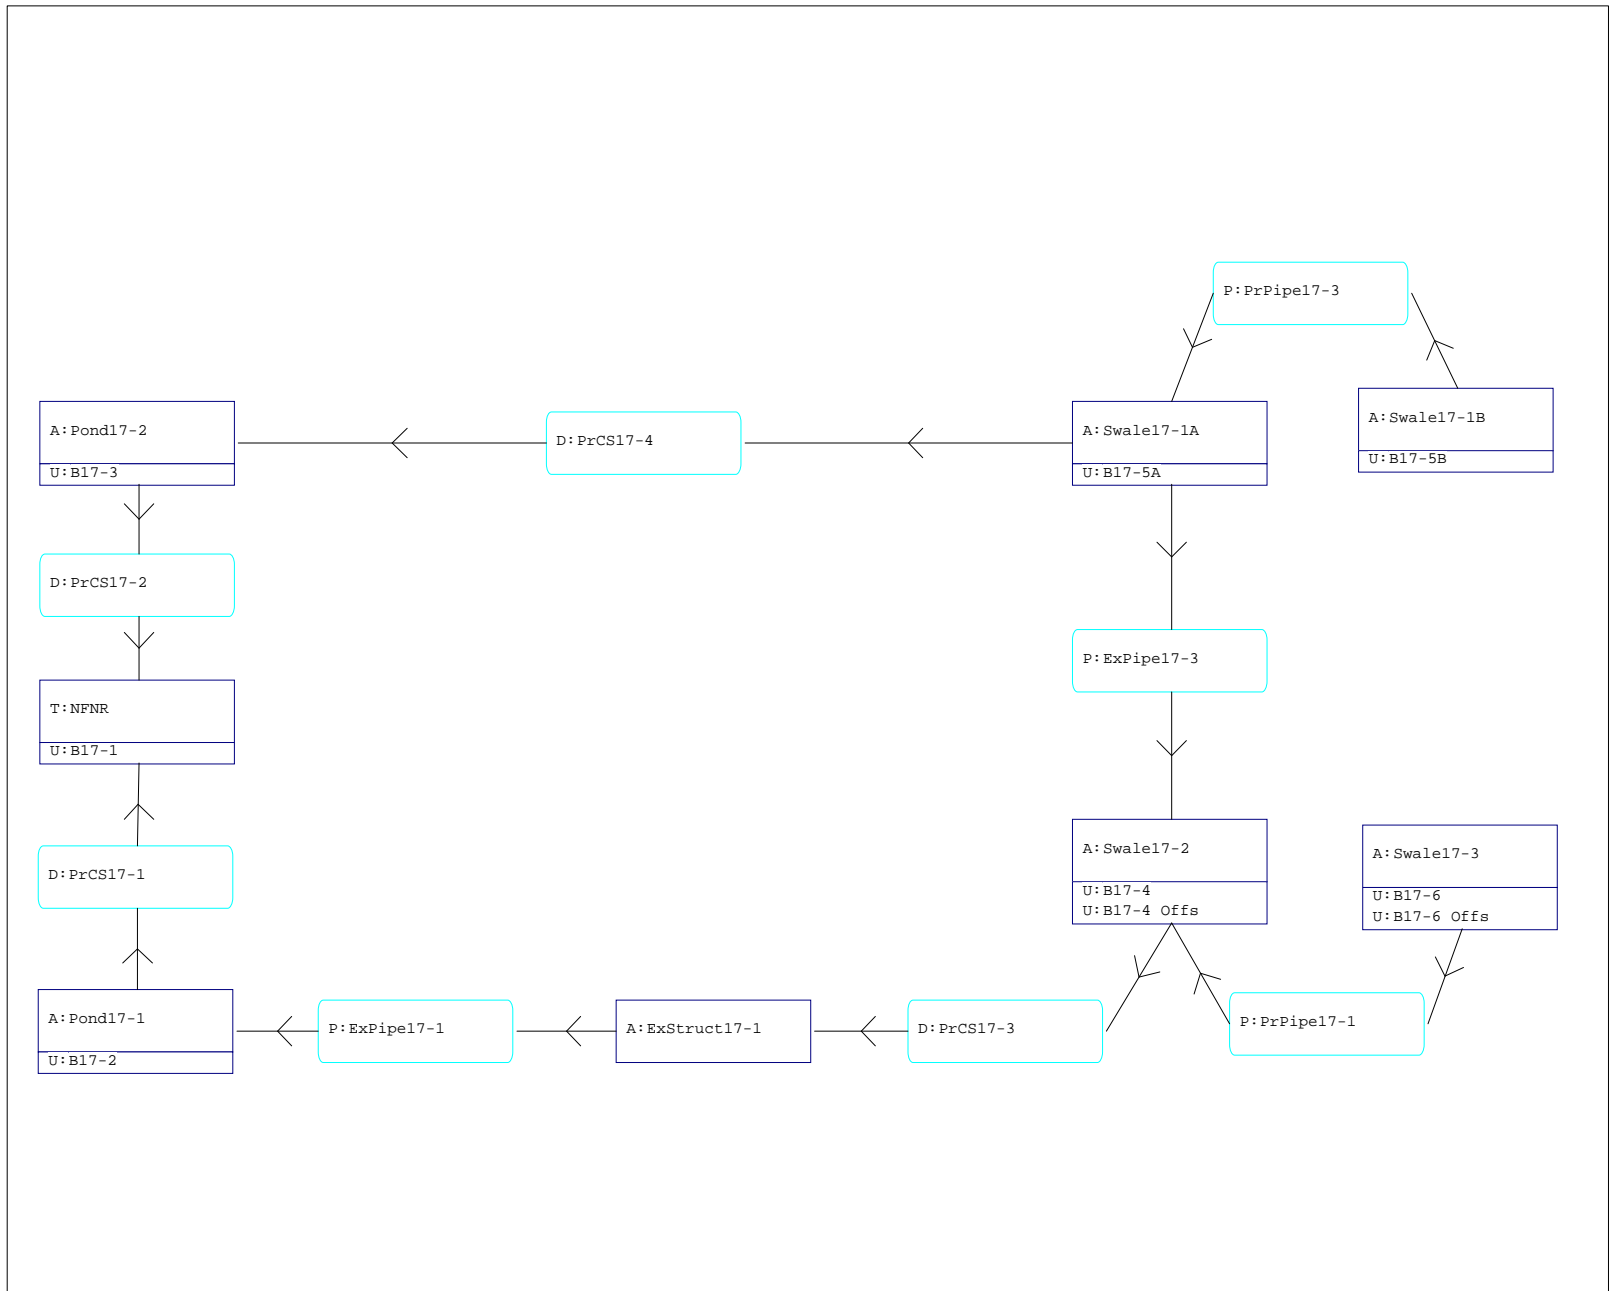 P:PrPipe17-3
A:Pond17-2
U:B17-3
D:PrCS17-4
A:Swale17-1A
U:B17-5A
A:Swale17-1B
U:B17-5B
D:PrCS17-2
P:ExPipe17-3
T:NFNR
U:B17-1
D:PrCS17-1
A:Swale17-2
U:B17-4
U:B17-4 Offs
A:Swale17-3
U:B17-6
U:B17-6 Offs
A:Pond17-1
U:B17-2
P:ExPipe17-1
A:ExStruct17-1
D:PrCS17-3
P:PrPipe17-1